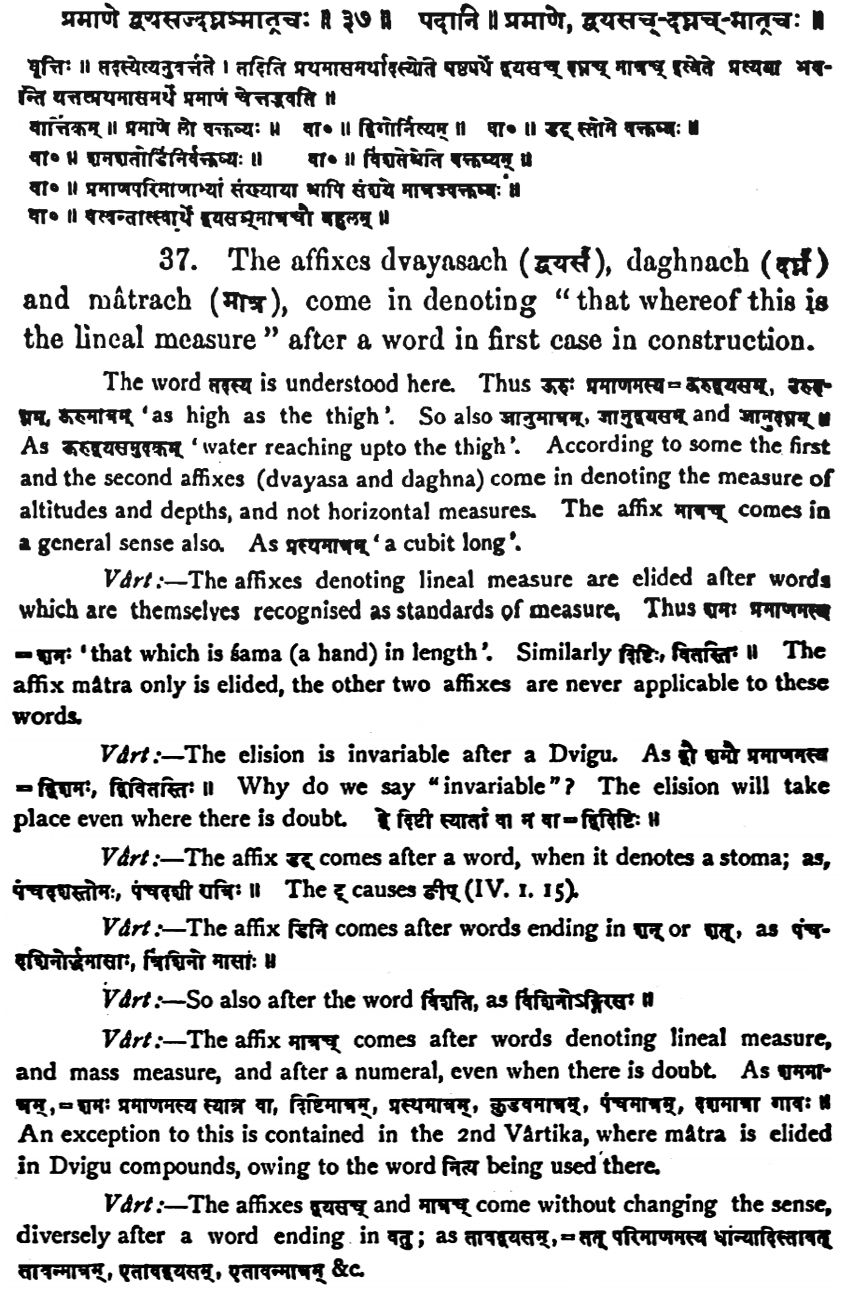 प्रमाणे द्वयसज्दघ्नञ्मात्रचः ॥ ३७ ॥ पदानि ॥ प्रमाणे, द्वयसच्-दघ्नच्-मात्रचः ॥
वृत्तिः ॥ तदस्येत्यनुवर्त्तते । तदिति प्रथमासमर्थादस्येति षष्ठ्यर्थे द्वयसच् दघ्नच् मात्रच् इत्येते प्रत्यया भव-
न्ति यत्तत्प्रथमासमर्थं प्रमाणं चेत्तद्भवति ॥
वार्त्तिकम् ॥ प्रमाणे लो वक्तव्यः ॥ वा० ॥ द्विगोर्नित्यम् ॥ वा० ॥ डट् स्तोमे वक्तव्यः ॥
वा० ॥ शन्शतोर्डिनिर्वक्तव्यः ॥ वा० ॥ विंशतेश्चेति वक्तव्यम् ॥
वा० ॥ प्रमाणपरिमाणाभ्यां संख्याया श्चापि संशये मात्रज्वक्तव्यः ॥
वा० ॥ वत्वन्तात्स्वार्थे द्वयसज्मात्रचौ बहुलम् ॥
37. The affixes dvayasach (द्वयसँ), daghnach (दघ्नँ)
and mâtrach (मात्र), come in denoting “that whereof this is
the lineal measure” after a word in first case in construction.
The word तदस्य is understood here. Thus ऊरुः प्रमाणमस्य=ऊरुद्वयसम्, उरुद-
घ्नम्, ऊरुमात्रम् ‘as high as the thigh’. So also जानुमात्रम्, जानुद्वयसम् and जानुदघ्नम् ॥
As ऊरुद्वयसमुदकम् ‘water reaching upto the thigh’. According to some the first
and the second affixes (dvayasa and daghna) come in denoting the measure of
altitudes and depths, and not horizontal measures. The affix मात्रच् comes in
a general sense also. As प्रस्थमात्रम् ‘a cubit long’.
Vârt:—The affixes denoting lineal measure are elided after words
which are themselves recognised as standards of measure, Thus शमः प्रमाणमस्य
=शमः ‘that which is śama (a hand) in length’. Similarly दिष्टिः, वितस्तिः ॥ The
affix mâtra only is elided, the other two affixes are never applicable to these
words.
Vârt:—The elision is invariable after a Dvigu. As द्वौ शमौ प्रमाणमस्य
=द्विशमः, द्विवितस्तिः ॥ Why do we say “invariable”? The elision will take
place even where there is doubt. द्वे दिष्टी स्यातां वा न वा=द्विदिष्टिः ॥
Vârt:—The affix डट् comes after a word, when it denotes a stoma; as,
पंचदशस्तोमः, पंचदशी रात्रिः ॥ The ट् causes ङीप् (IV. 1. 15).
Vârt:—The affix डिनि comes after words ending in शन् or शत्, as पंच-
दशिनोर्द्धमासाः, त्रिंशिनो मासाः ॥
Vârt:—So also after the word विंशति, as विंशिनोऽङ्गिरसः ॥
Vârt:—The affix मात्रच् comes after words denoting lineal measure,
and mass measure, and after a numeral, even when there is doubt. As शममा-
त्रम्,=शमः प्रमाणमस्य स्यान्न वा, दिष्टिमात्रम्, प्रस्थमात्रम्, कुडवमात्रम्, पंचमात्रम्, दशमात्रा गावः ॥
An exception to this is contained in the 2nd Vârtika, where mâtra is elided
in Dvigu compounds, owing to the word नित्य being used there.
Vârt:—The affixes द्वयसच् and मात्रच् come without changing the sense,
diversely after a word ending in वतु; as तावद्वयसम्,=तत् परिमाणमस्य धांन्यादिस्तावत्
तावन्मात्रम्, एतावद्वयसम्, एतावन्मात्रम् &c.